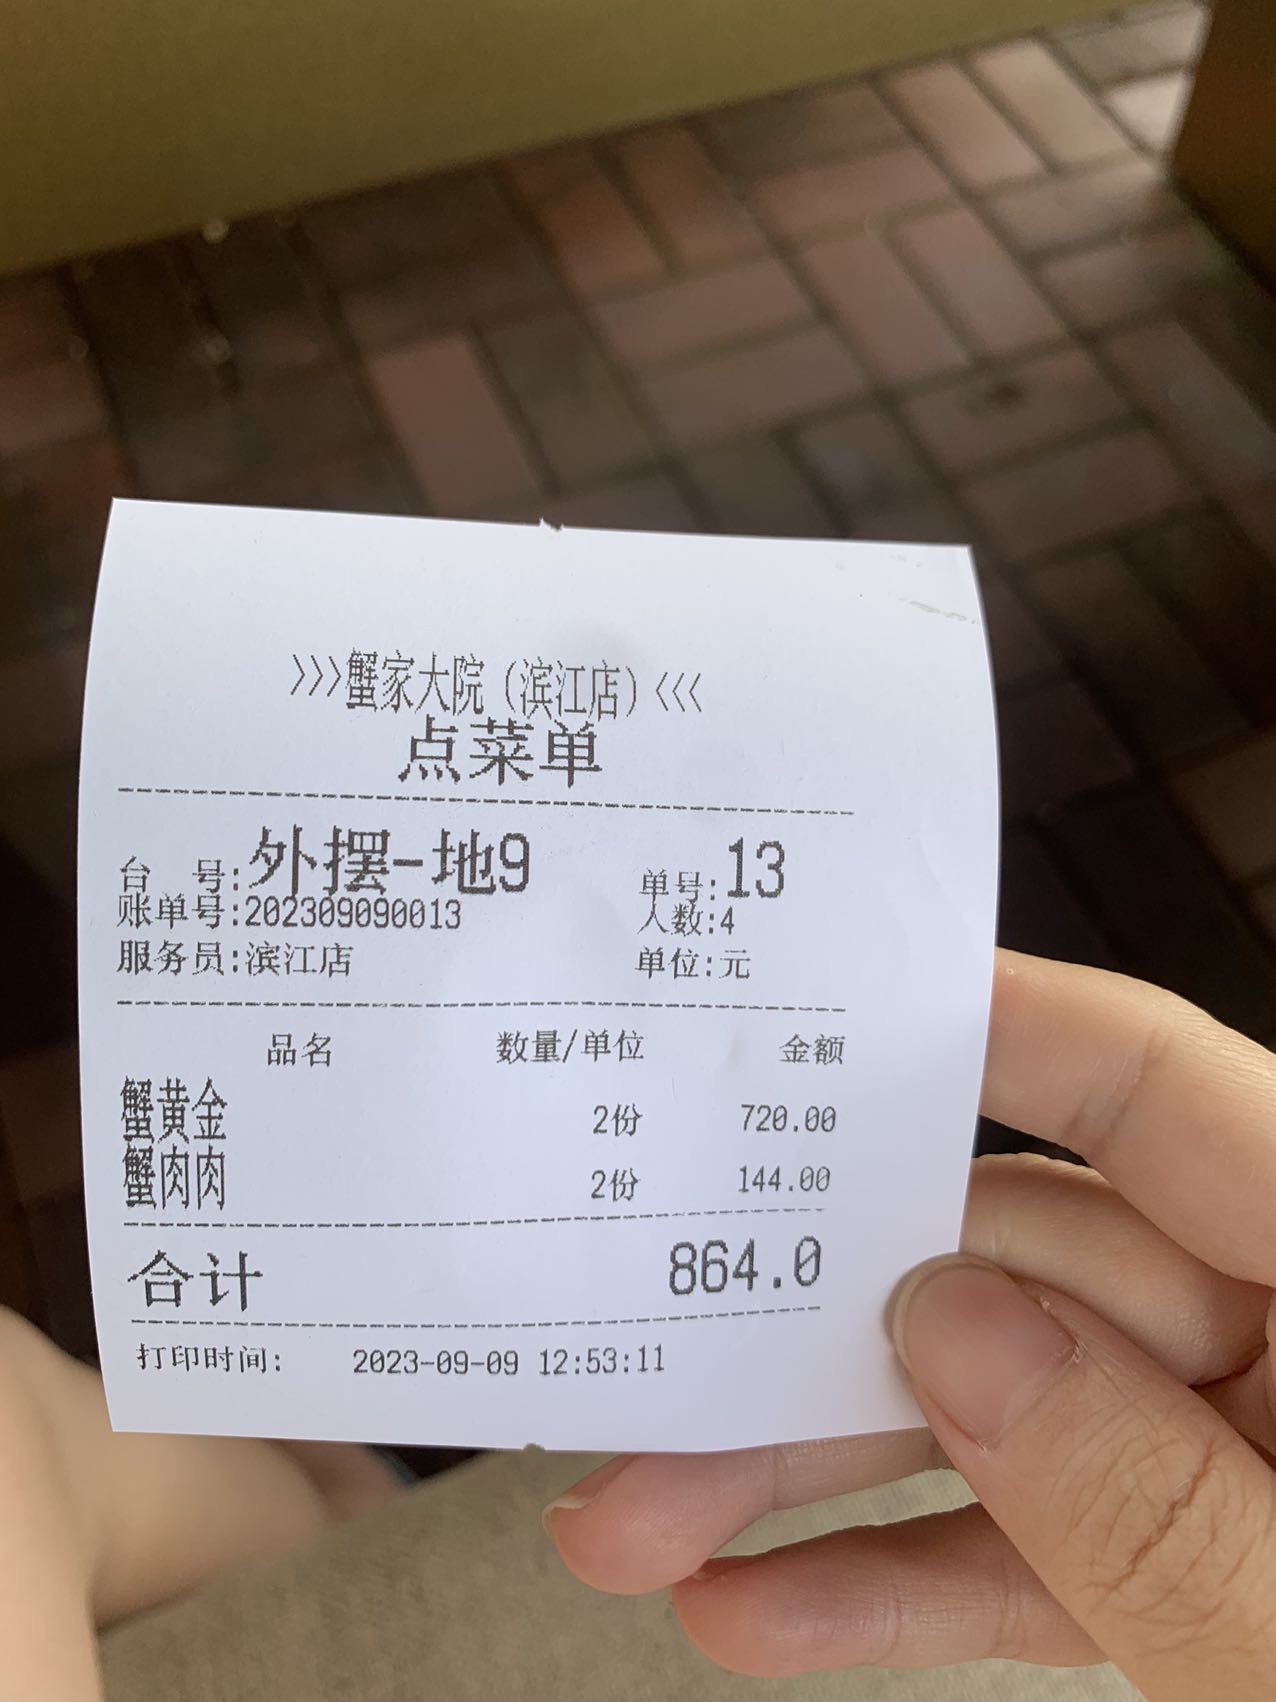 >>>蟹家大院(滨江店)<<<
点菜单
台 号:外摆-地9 单号:13
账单号:202309090013 人数:4
服务员:滨江店 单位:元
品名 数量/单位 金额
蟹黄金 2份 720.00
蟹肉肉 2份 144.00
合计 864.0
打印时间: 2023-09-09 12:53:11